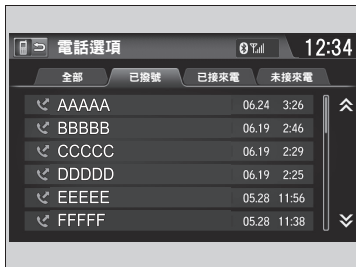 電話選項 12:34
全部 已撥號 已接來電 未接來電
AAAAA 06.24 3:26
BBBBB 06.19 2:46
CCCCC 06.19 2:29
DDDDD 06.19 2:25
EEEEE 05.28 11:56
FFFFF 05.28 11:38